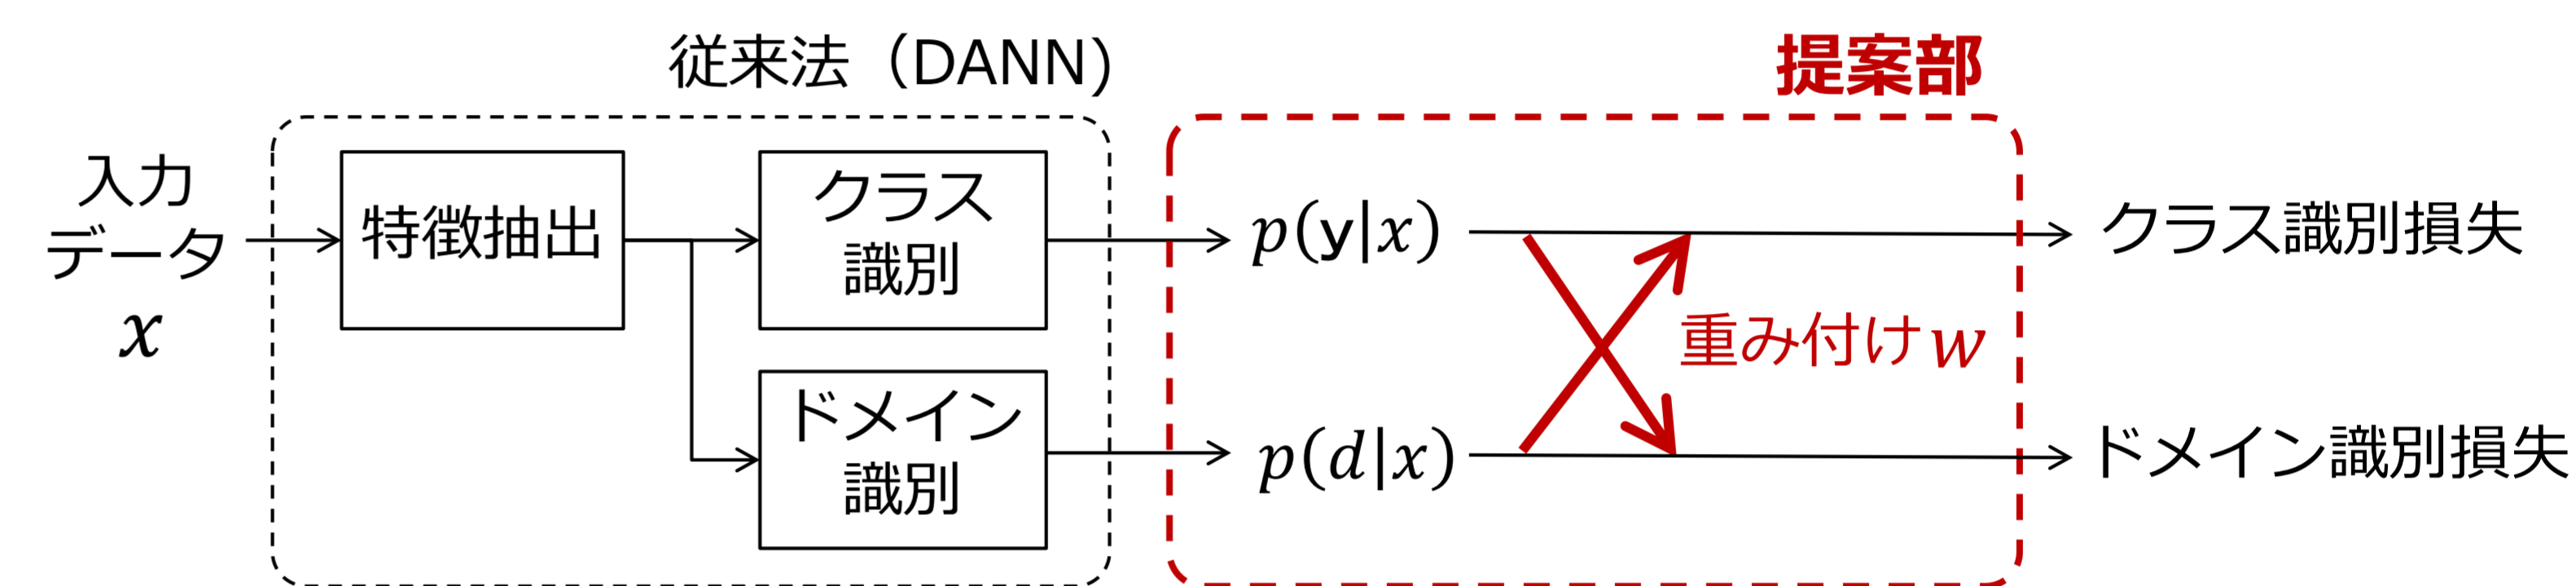 従来法（DANN）
提案部
入力
データ
x
特徴抽出
クラス
識別
ドメイン
識別
p(y|x)
p(d|x)
重み付け w
クラス識別損失
ドメイン識別損失